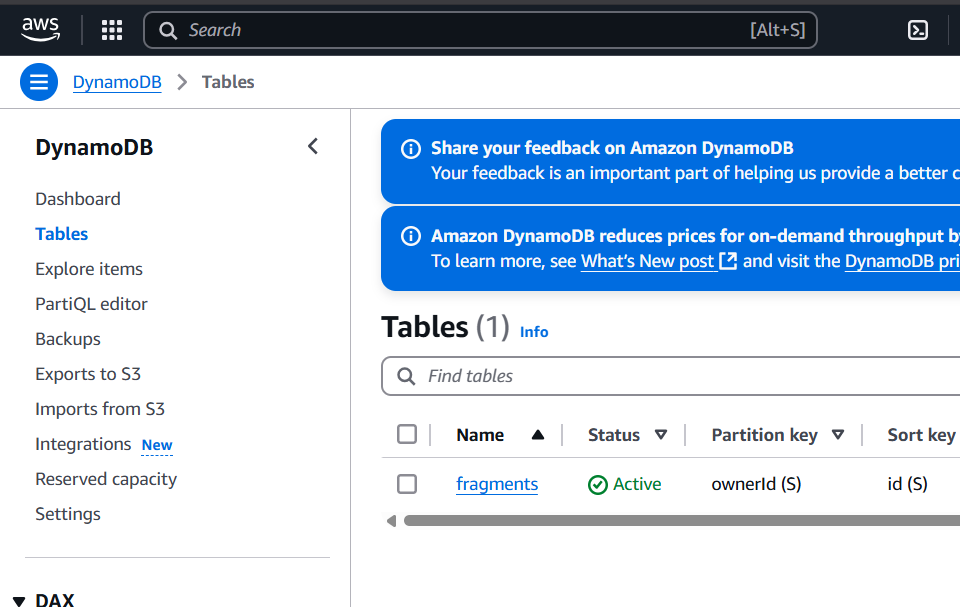 aws
Search [Alt+S]
DynamoDB > Tables
DynamoDB
Dashboard
Tables
Explore items
PartiQL editor
Backups
Exports to S3
Imports from S3
Integrations New
Reserved capacity
Settings
DAX
Share your feedback on Amazon DynamoDB
Your feedback is an important part of helping us provide a better c
Amazon DynamoDB reduces prices for on-demand throughput by
To learn more, see What's New post and visit the DynamoDB pri
Tables (1) Info
Find tables
Name Status Partition key Sort key
fragments Active ownerId (S) id (S)